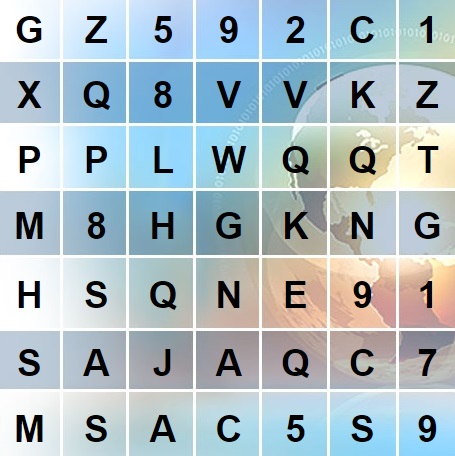 G Z 5 9 2 C 1
X Q 8 V V K Z
P P L W Q Q T
M 8 H G K N G
H S Q N E 9 1
S A J A Q C 7
M S A C 5 S 9